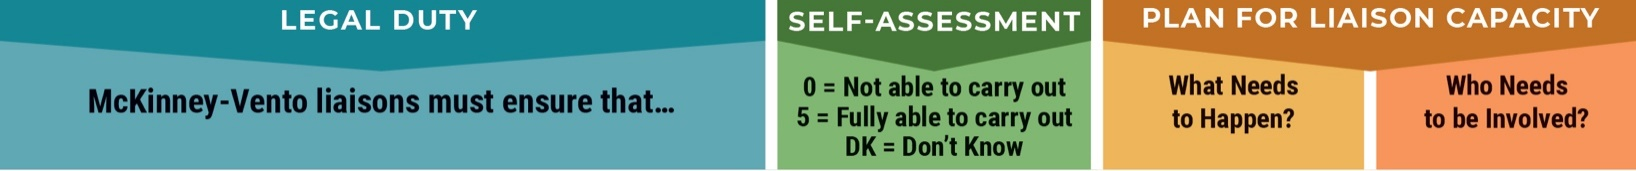 LEGAL DUTY
McKinney-Vento liaisons must ensure that...
SELF-ASSESSMENT
0 = Not able to carry out
5 = Fully able to carry out
DK = Don't Know
PLAN FOR LIAISON CAPACITY
What Needs
to Happen?
Who Needs
to be Involved?